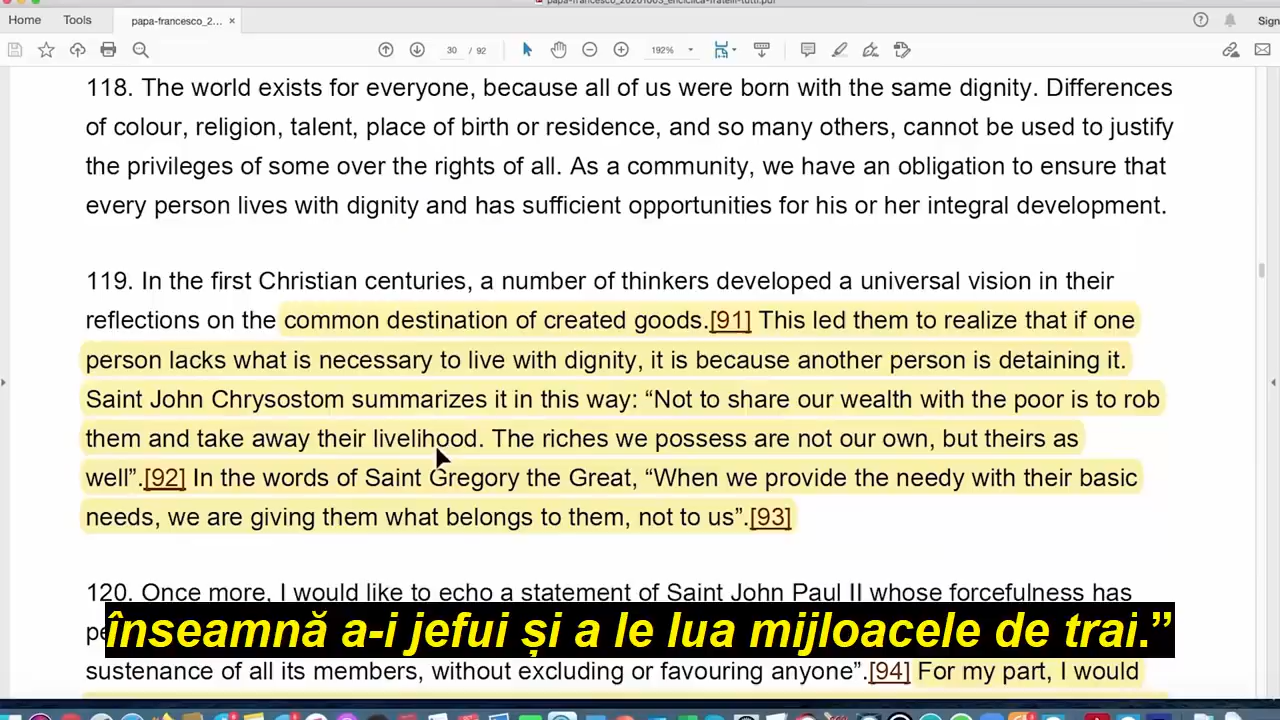 papa-francesco_20201003_enciclica-fratelli-tutti.pdf
Home Tools papa-francesco_2... × Sign
30 / 92 192%
118. The world exists for everyone, because all of us were born with the same dignity. Differences
of colour, religion, talent, place of birth or residence, and so many others, cannot be used to justify
the privileges of some over the rights of all. As a community, we have an obligation to ensure that
every person lives with dignity and has sufficient opportunities for his or her integral development.
119. In the first Christian centuries, a number of thinkers developed a universal vision in their
reflections on the common destination of created goods.[91] This led them to realize that if one
person lacks what is necessary to live with dignity, it is because another person is detaining it.
Saint John Chrysostom summarizes it in this way: “Not to share our wealth with the poor is to rob
them and take away their livelihood. The riches we possess are not our own, but theirs as
well”.[92] In the words of Saint Gregory the Great, “When we provide the needy with their basic
needs, we are giving them what belongs to them, not to us”.[93]
120. Once more, I would like to echo a statement of Saint John Paul II whose forcefulness has
înseamnă a-i jefui și a le lua mijloacele de trai.”
sustenance of all its members, without excluding or favouring anyone”.[94] For my part, I would